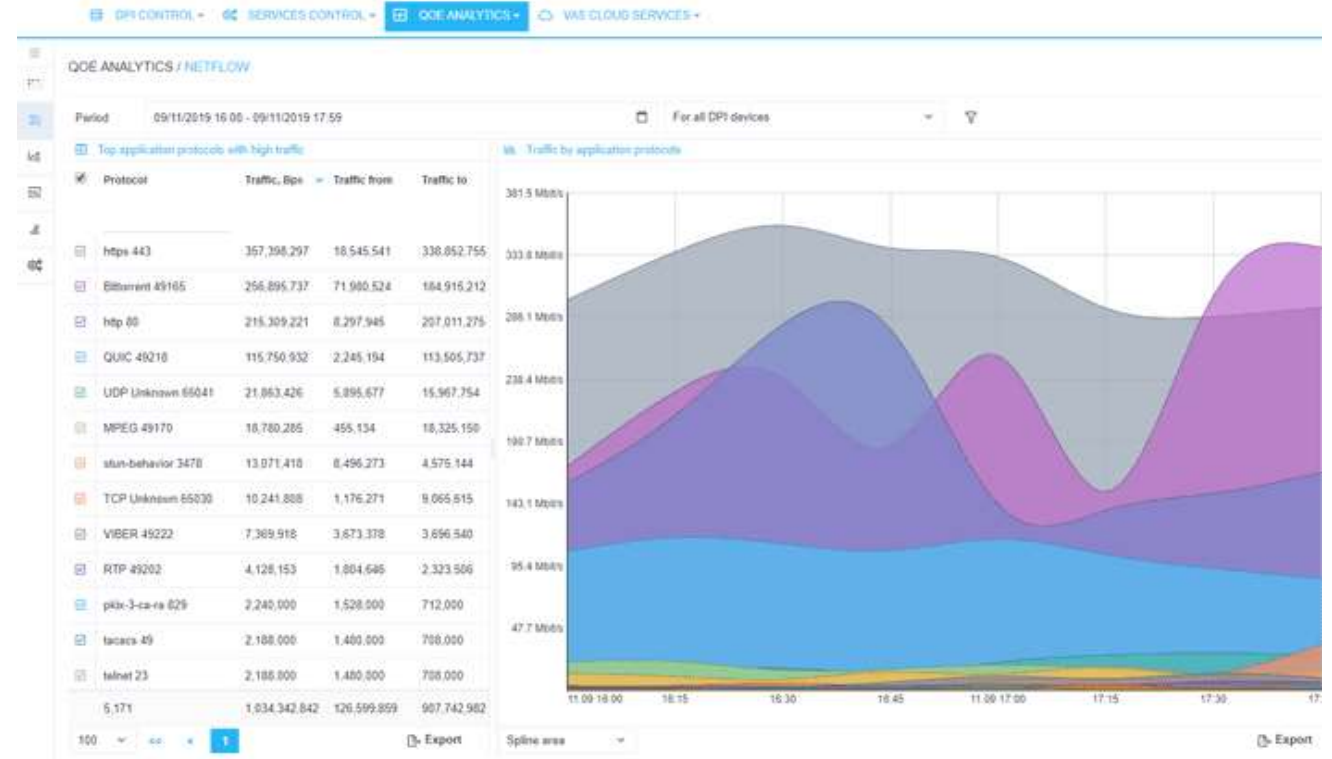 DPI CONTROL SERVICES CONTROL QOE ANALYTICS VAS CLOUD SERVICES
QOE ANALYTICS / NETFLOW
Period 09/11/2019 16:00 - 09/11/2019 17:59 For all DPI devices
Top application protocols with high traffic
Protocol Traffic, Bps Traffic from Traffic to
https 443 357,398,297 18,545,541 338,852,755
Bittorrent 49165 256,895,737 71,980,524 184,915,212
http 80 215,309,221 8,297,945 207,011,275
QUIC 49218 115,750,932 2,245,194 113,505,737
UDP Unknown 65041 21,863,426 5,895,677 15,967,754
MPEG 49170 18,780,285 455,134 18,325,150
stun-behavior 3478 13,071,418 8,496,273 4,575,144
TCP Unknown 65030 10,241,808 1,176,271 9,065,615
VIBER 49222 7,369,918 3,673,378 3,696,540
RTP 49202 4,128,153 1,804,646 2,323,506
pkix-3-ca-ra 829 2,240,000 1,528,000 712,000
tacacs 49 2,188,000 1,480,000 708,000
telnet 23 2,188,000 1,480,000 708,000
5,171 1,034,342,842 126,599,859 907,742,982
100 << < 1 Export
Traffic by application protocols
381.5 Mbit/s
333.8 Mbit/s
286.1 Mbit/s
238.4 Mbit/s
190.7 Mbit/s
143.1 Mbit/s
95.4 Mbit/s
47.7 Mbit/s
11.09 16:00 16:15 16:30 16:45 11.09 17:00 17:15 17:30
Spline area Export